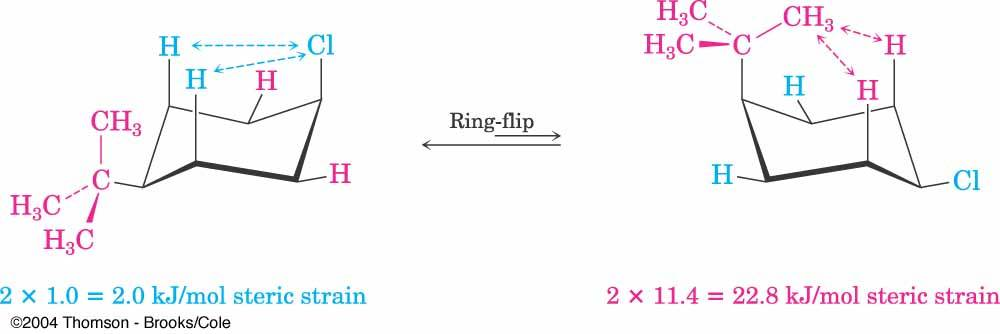 H Cl
H H
CH₃
C H
H₃C
H₃C
Ring-flip
H₃C CH₃
H₃C C H
H H
H Cl
2 × 1.0 = 2.0 kJ/mol steric strain
2 × 11.4 = 22.8 kJ/mol steric strain
©2004 Thomson - Brooks/Cole